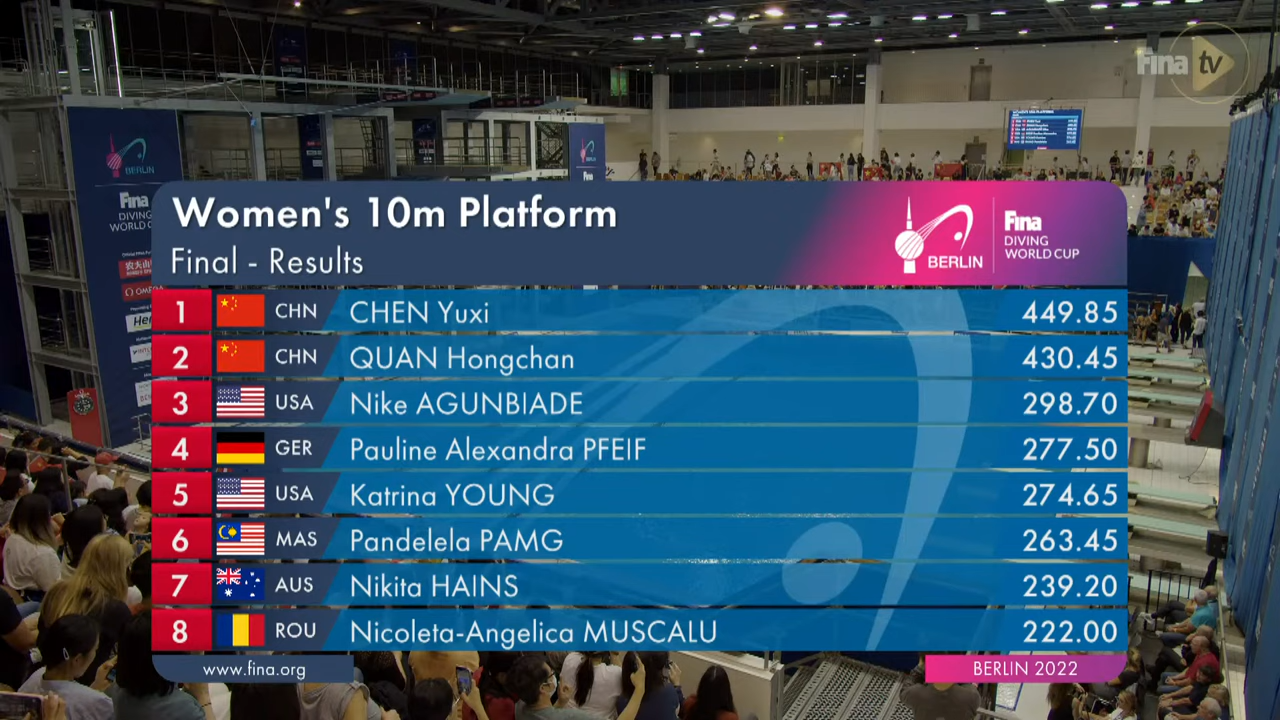 fina tv
BERLIN
Fina
DIVING
Women's 10m Platform
Final - Results
BERLIN
Fina
DIVING
WORLD CUP
1 CHN CHEN Yuxi 449.85
2 CHN QUAN Hongchan 430.45
3 USA Nike AGUNBIADE 298.70
4 GER Pauline Alexandra PFEIF 277.50
5 USA Katrina YOUNG 274.65
6 MAS Pandelela PAMG 263.45
7 AUS Nikita HAINS 239.20
8 ROU Nicoleta-Angelica MUSCALU 222.00
www.fina.org
BERLIN 2022